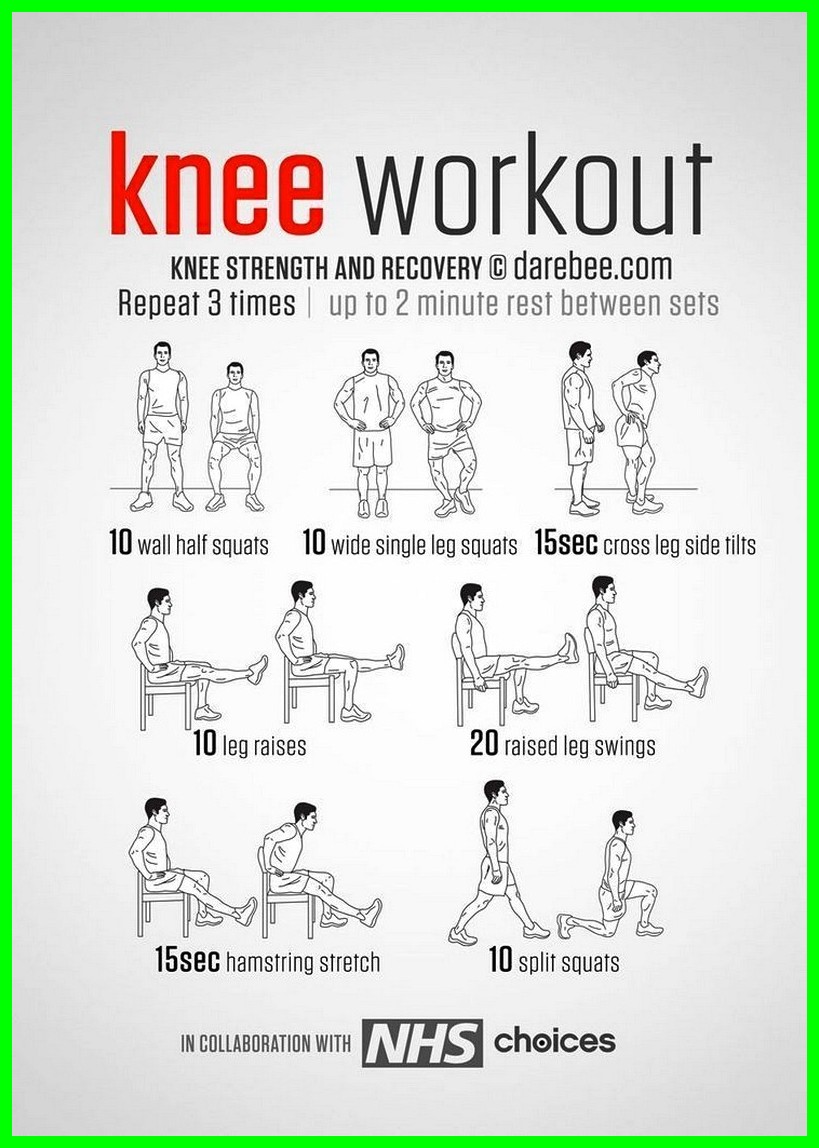 knee workout
KNEE STRENGTH AND RECOVERY © darebee.com
Repeat 3 times | up to 2 minute rest between sets
10 wall half squats
10 wide single leg squats
15sec cross leg side tilts
10 leg raises
20 raised leg swings
15sec hamstring stretch
10 split squats
IN COLLABORATION WITH NHS choices